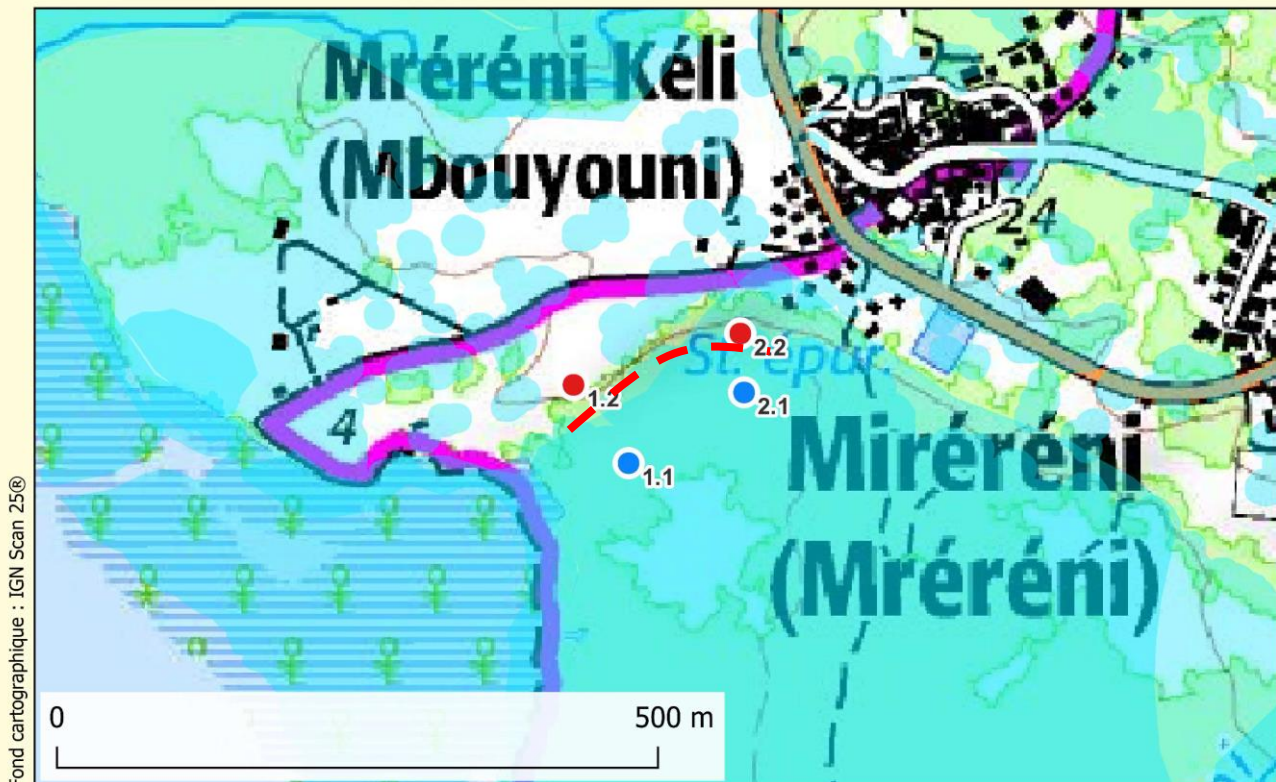 Mréréni Kéli
(Mbouyouni)
20
24
2.2
St. épur.
1.2
2.1
4
Miréréni
1.1
(Mréréni)
0
500 m
Fond cartographique : IGN Scan 25®